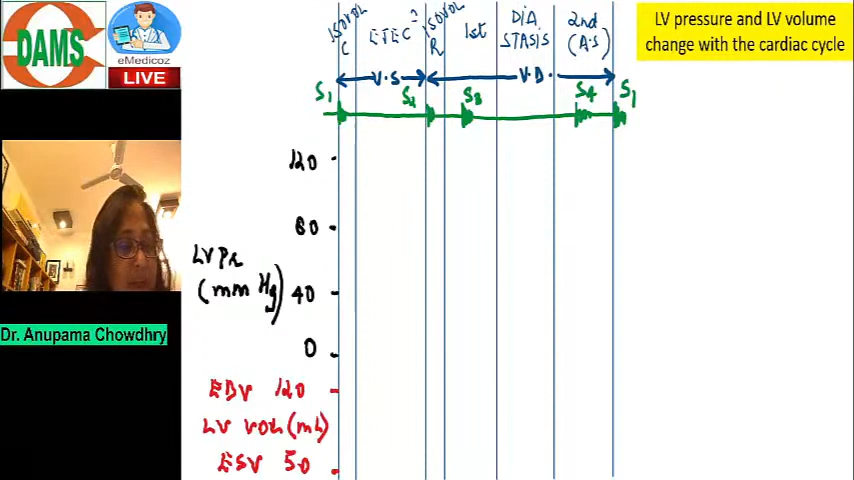 DAMS
eMedicoz
LIVE
Dr. Anupama Chowdhry
LV pressure and LV volume
change with the cardiac cycle
ISOVOL
C
EJEC?
ISOVOL
R
1st
DIA
STASIS
2nd
(A.S)
V.S
V.D.
S1
S2
S3
S4
S1
120
80
LV Pr
(mm Hg)
40
0
EDV 120
LV VOL (mL)
ESV 50